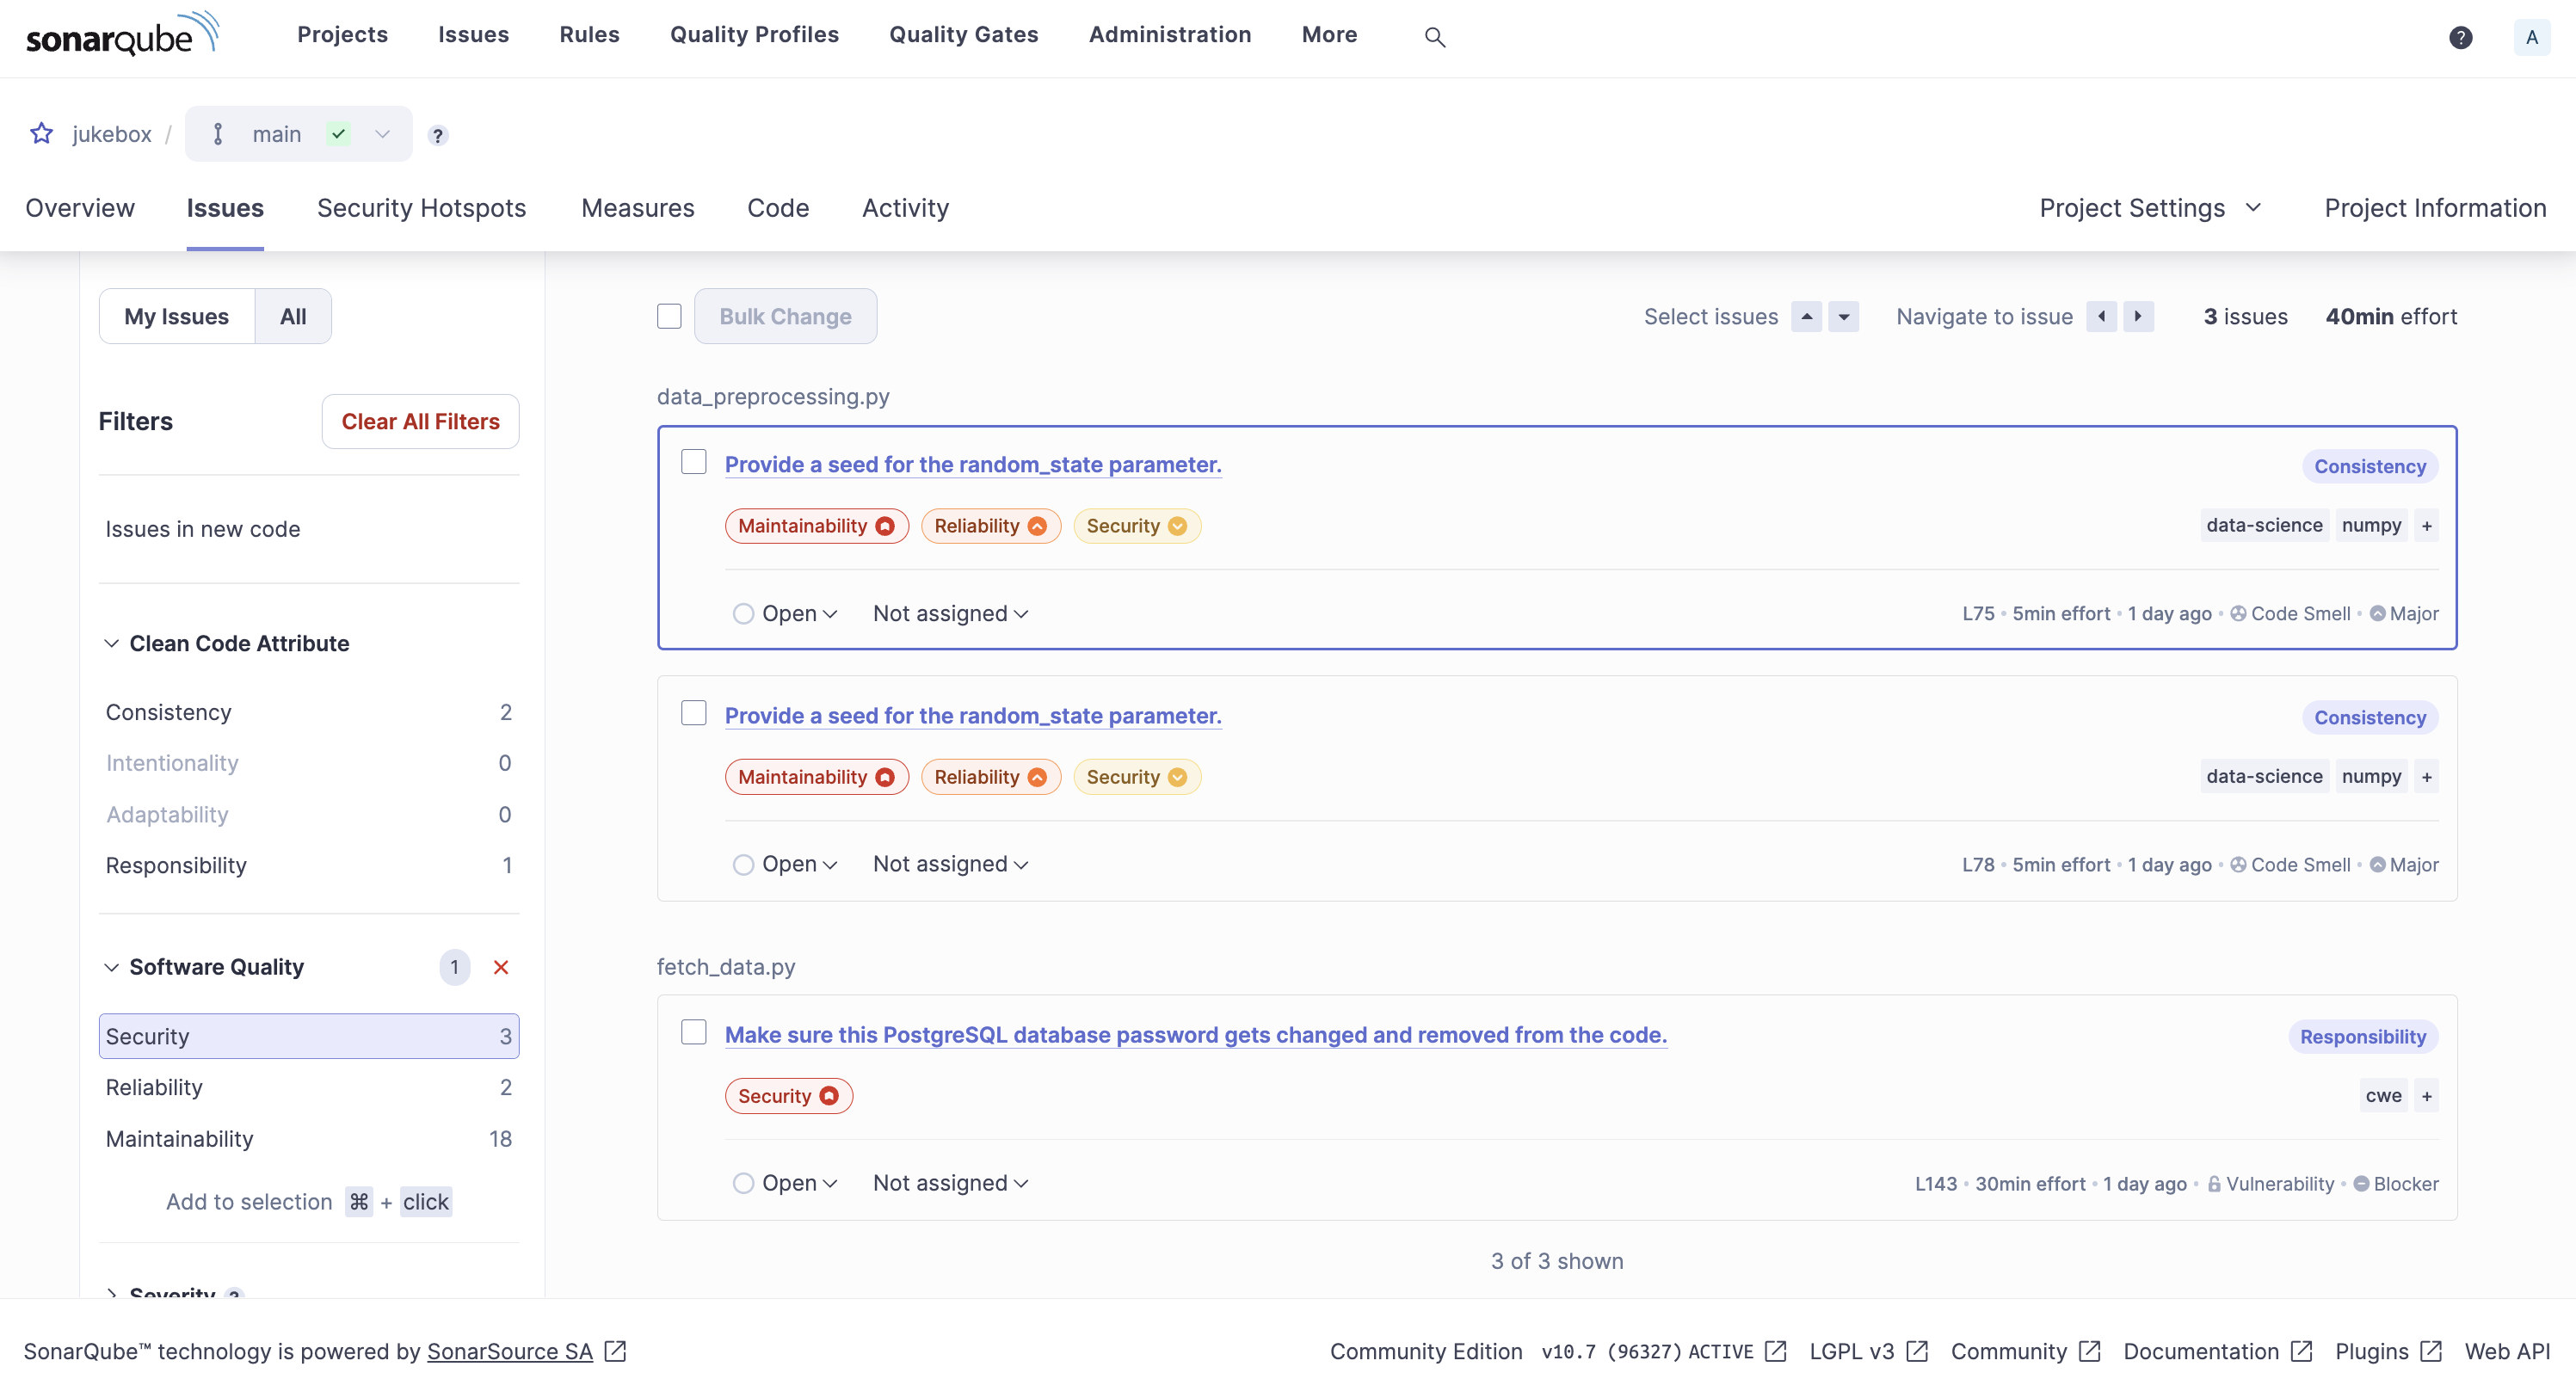 sonarqube Projects Issues Rules Quality Profiles Quality Gates Administration More ? A
jukebox / main ?
Overview Issues Security Hotspots Measures Code Activity Project Settings Project Information
My Issues All
Filters Clear All Filters
Issues in new code
Clean Code Attribute
Consistency 2
Intentionality 0
Adaptability 0
Responsibility 1
Software Quality 1
Security 3
Reliability 2
Maintainability 18
Add to selection ⌘ + click
Severity ?
Bulk Change Select issues Navigate to issue 3 issues 40min effort
data_preprocessing.py
Provide a seed for the random_state parameter. Consistency
Maintainability Reliability Security data-science numpy +
Open Not assigned L75 • 5min effort • 1 day ago • Code Smell • Major
Provide a seed for the random_state parameter. Consistency
Maintainability Reliability Security data-science numpy +
Open Not assigned L78 • 5min effort • 1 day ago • Code Smell • Major
fetch_data.py
Make sure this PostgreSQL database password gets changed and removed from the code. Responsibility
Security cwe +
Open Not assigned L143 • 30min effort • 1 day ago • Vulnerability • Blocker
3 of 3 shown
SonarQube™ technology is powered by SonarSource SA Community Edition v10.7 (96327) ACTIVE LGPL v3 Community Documentation Plugins Web API